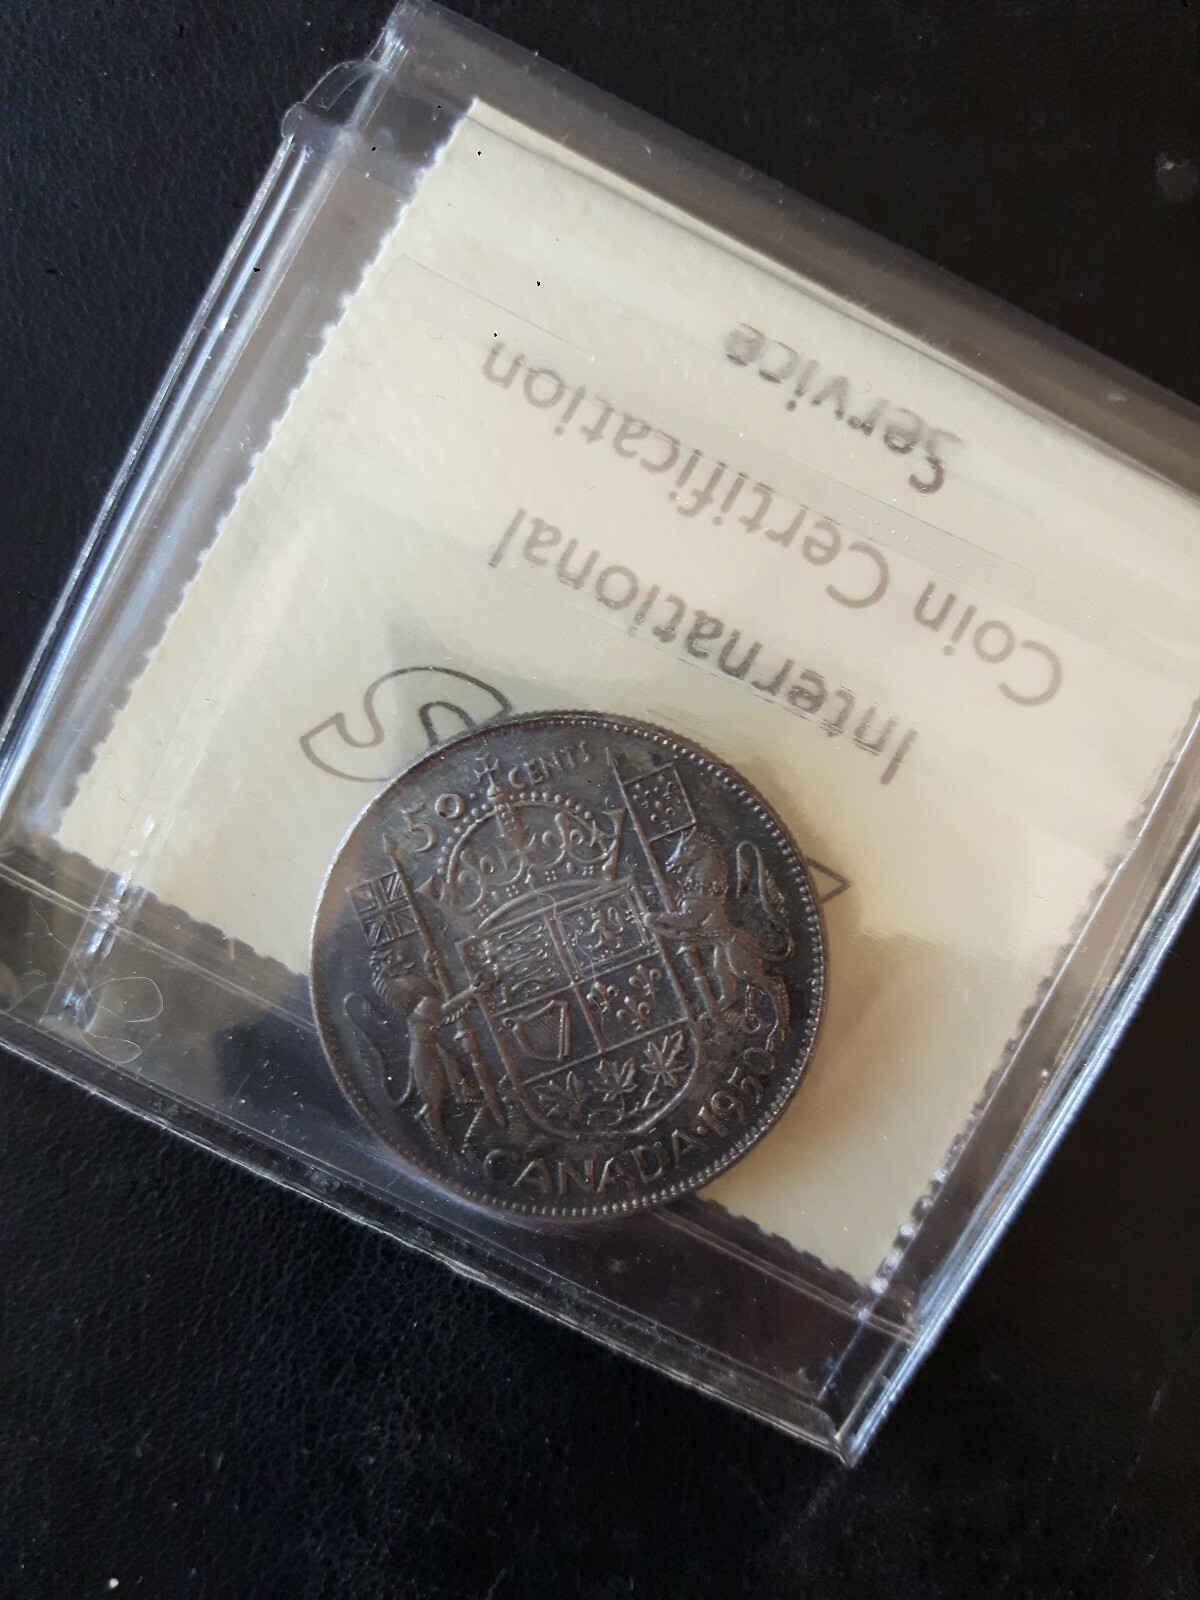 International
Coin Certification
Service
50 CENTS
CANADA·1950